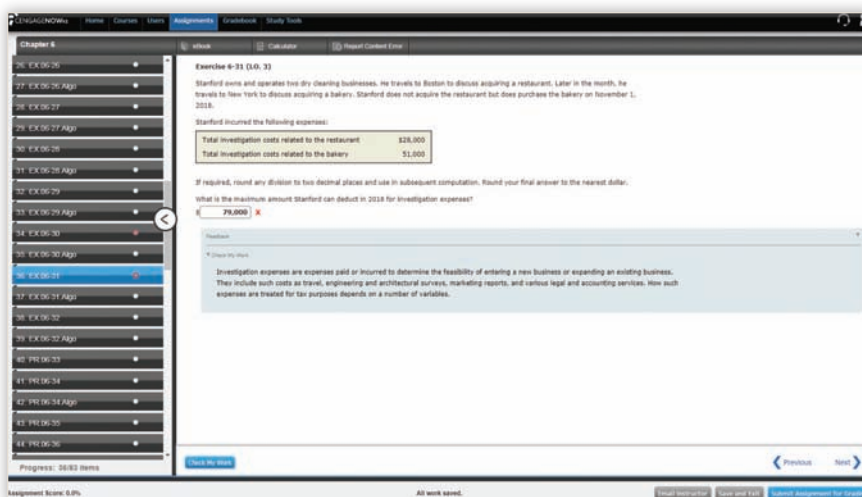 CENGAGENOWv2 Home Courses Users Assignments Gradebook Study Tools
Chapter 6 eBook Calculator Report Content Error
26. EX.06-26
27. EX.06-26.Algo
28. EX.06-27
29. EX.06-27.Algo
30. EX.06-28
31. EX.06-28.Algo
32. EX.06-29
33. EX.06-29.Algo
34. EX.06-30
35. EX.06-30.Algo
36. EX.06-31
37. EX.06-31.Algo
38. EX.06-32
39. EX.06-32.Algo
40. PR.06-33
41. PR.06-34
42. PR.06-34.Algo
43. PR.06-35
44. PR.06-36
Progress: 06/83 items
Exercise 6-31 (LO. 3)
Stanford owns and operates two dry cleaning businesses. He travels to Boston to discuss acquiring a restaurant. Later in the month, he
travels to New York to discuss acquiring a bakery. Stanford does not acquire the restaurant but does purchase the bakery on November 1,
2018.
Stanford incurred the following expenses:
Total investigation costs related to the restaurant $28,000
Total investigation costs related to the bakery 51,000
If required, round any division to two decimal places and use in subsequent computation. Round your final answer to the nearest dollar.
What is the maximum amount Stanford can deduct in 2018 for investigation expenses?
$ 79,000 X
Feedback
Check My Work
Investigation expenses are expenses paid or incurred to determine the feasibility of entering a new business or expanding an existing business.
They include such costs as travel, engineering and architectural surveys, marketing reports, and various legal and accounting services. How such
expenses are treated for tax purposes depends on a number of variables.
Check My Work
Previous Next
Assignment Score: 0.0% All work saved. Email Instructor Save and Exit Submit Assignment for Grading